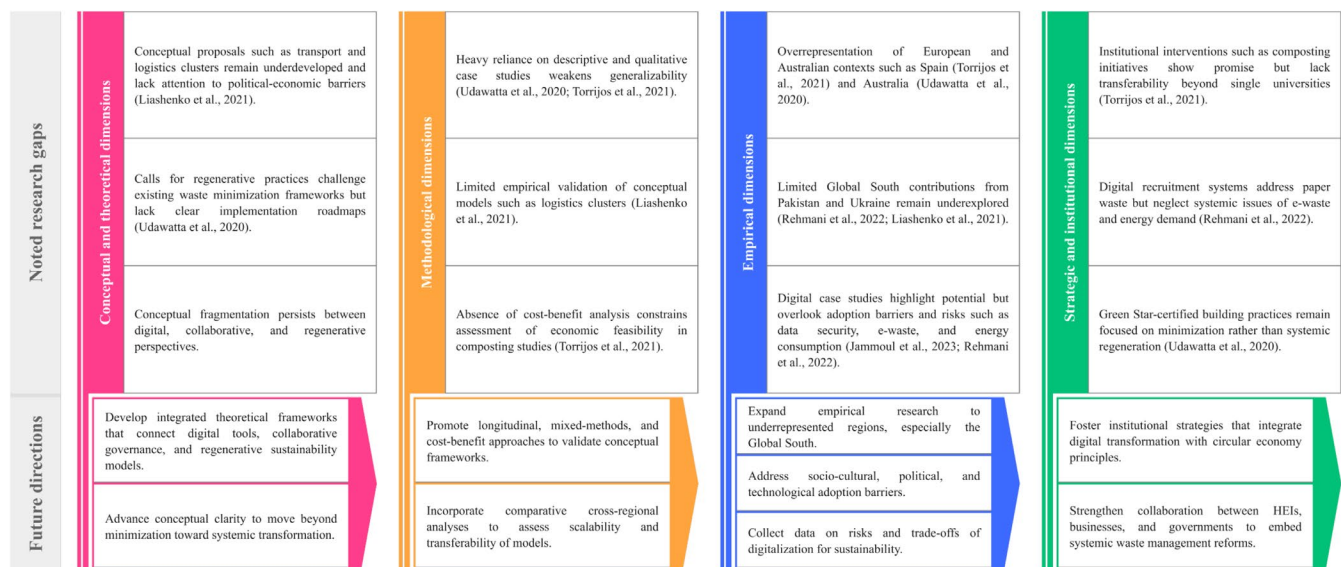 Noted research gaps
Conceptual and theoretical dimensions
Conceptual proposals such as transport and
logistics clusters remain underdeveloped and
lack attention to political-economic barriers
(Liashenko et al., 2021).
Calls for regenerative practices challenge
existing waste minimization frameworks but
lack clear implementation roadmaps
(Udawatta et al., 2020).
Conceptual fragmentation persists between
digital, collaborative, and regenerative
perspectives.
Methodological dimensions
Heavy reliance on descriptive and qualitative
case studies weakens generalizability
(Udawatta et al., 2020; Torrijos et al., 2021).
Limited empirical validation of conceptual
models such as logistics clusters (Liashenko
et al., 2021).
Absence of cost-benefit analysis constrains
assessment of economic feasibility in
composting studies (Torrijos et al., 2021).
Empirical dimensions
Overrepresentation of European and
Australian contexts such as Spain (Torrijos et
al., 2021) and Australia (Udawatta et al.,
2020).
Limited Global South contributions from
Pakistan and Ukraine remain underexplored
(Rehmani et al., 2022; Liashenko et al., 2021).
Digital case studies highlight potential but
overlook adoption barriers and risks such as
data security, e-waste, and energy
consumption (Jammoul et al., 2023; Rehmani
et al., 2022).
Strategic and institutional dimensions
Institutional interventions such as composting
initiatives show promise but lack
transferability beyond single universities
(Torrijos et al., 2021).
Digital recruitment systems address paper
waste but neglect systemic issues of e-waste
and energy demand (Rehmani et al., 2022).
Green Star-certified building practices remain
focused on minimization rather than systemic
regeneration (Udawatta et al., 2020).
Future directions
Develop integrated theoretical frameworks
that connect digital tools, collaborative
governance, and regenerative sustainability
models.
Advance conceptual clarity to move beyond
minimization toward systemic transformation.
Promote longitudinal, mixed-methods, and
cost-benefit approaches to validate conceptual
frameworks.
Incorporate comparative cross-regional
analyses to assess scalability and
transferability of models.
Expand empirical research to
underrepresented regions, especially the
Global South.
Address socio-cultural, political, and
technological adoption barriers.
Collect data on risks and trade-offs of
digitalization for sustainability.
Foster institutional strategies that integrate
digital transformation with circular economy
principles.
Strengthen collaboration between HEIs,
businesses, and governments to embed
systemic waste management reforms.